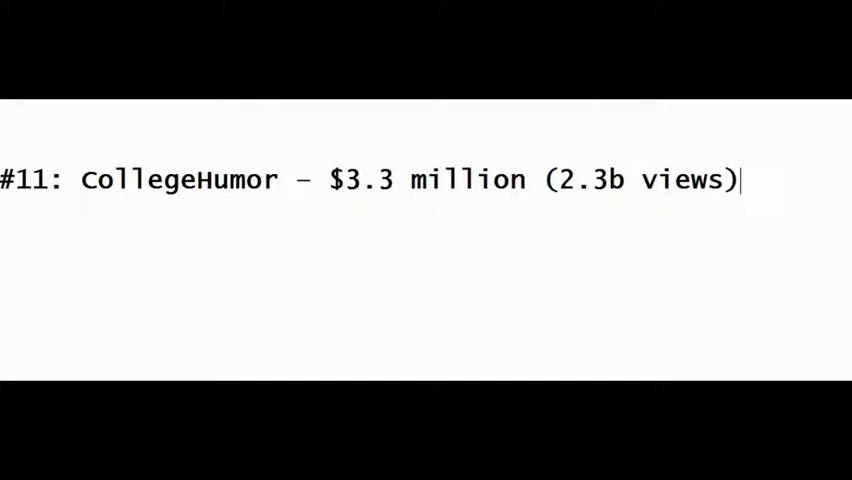 #11: CollegeHumor – $3.3 million (2.3b views)